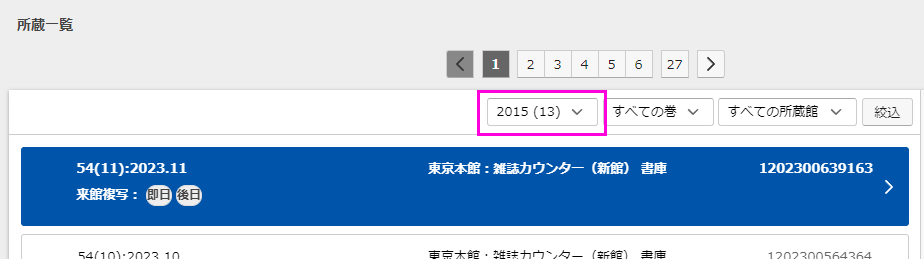 所蔵一覧
1 2 3 4 5 6 27
2015 (13) すべての巻 すべての所蔵館 絞込
54(11):2023.11 東京本館：雑誌カウンター（新館） 書庫 1202300639163
来館複写： 即日 後日
54(10):2023.10 東京本館：雑誌カウンター（新館） 書庫 1202300564364